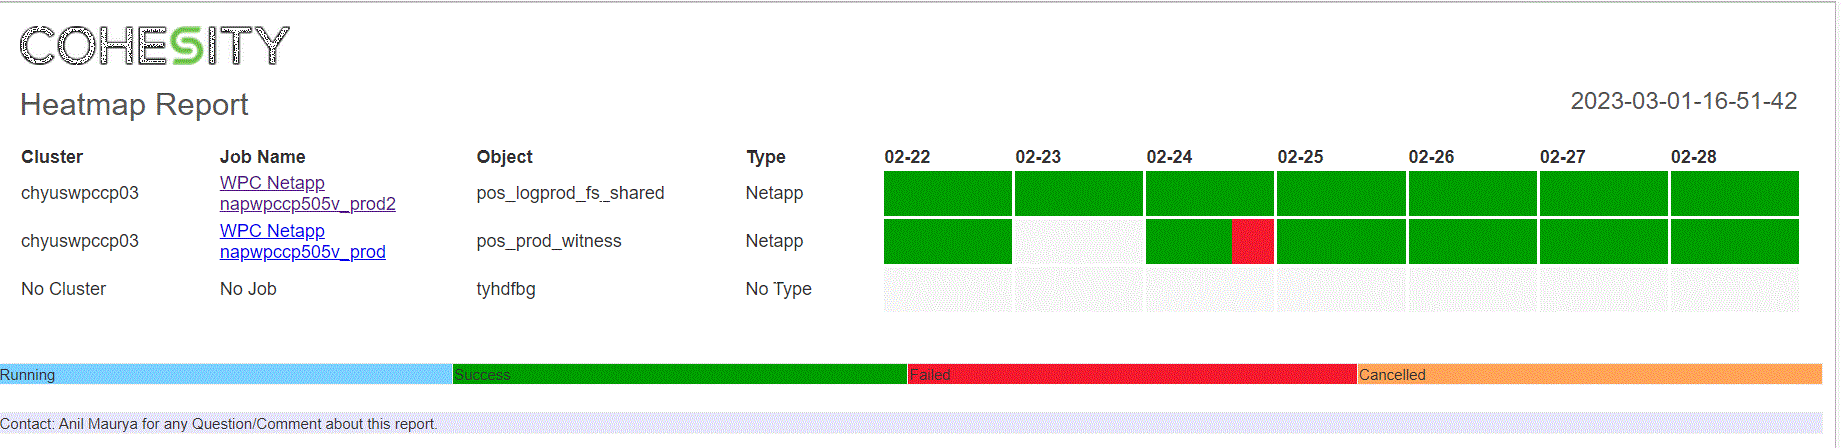 COHESITY
Heatmap Report 2023-03-01-16-51-42
Cluster Job Name Object Type 02-22 02-23 02-24 02-25 02-26 02-27 02-28
chyuswpccp03 WPC Netapp napwpccp505v_prod2 pos_logprod_fs_shared Netapp
chyuswpccp03 WPC Netapp napwpccp505v_prod pos_prod_witness Netapp
No Cluster No Job tyhdfbg No Type
Running Success Failed Cancelled
Contact: Anil Maurya for any Question/Comment about this report.